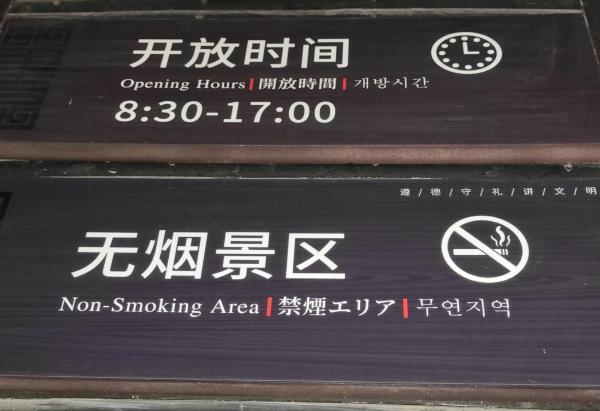 开放时间
Opening Hours | 開放時間 | 개방시간
8:30-17:00
遵/德/守/礼/讲/文/明
无烟景区
Non-Smoking Area | 禁煙エリア | 무연지역